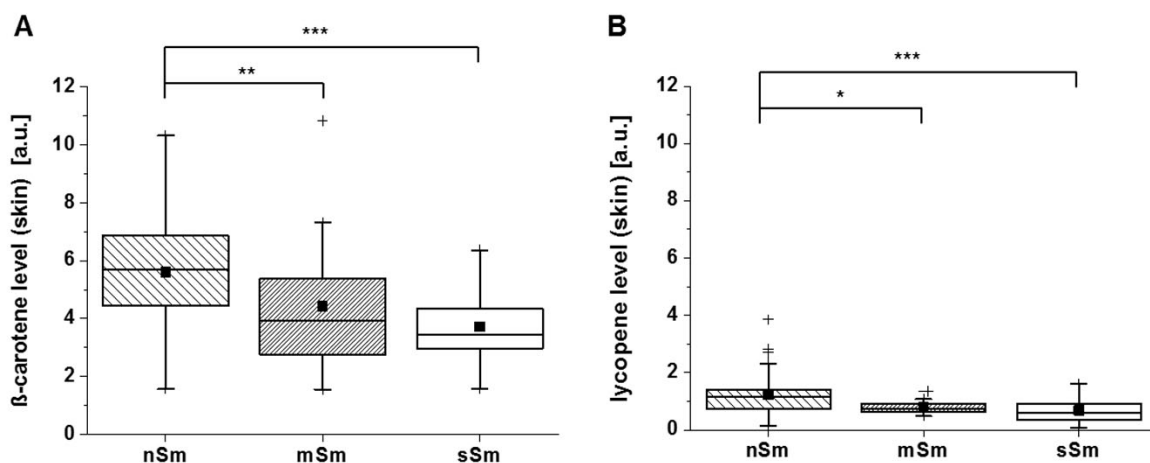 A
***
**
12
10
8
6
4
2
0
ß-carotene level (skin) [a.u.]
nSm
mSm
sSm
B
***
*
12
10
8
6
4
2
0
lycopene level (skin) [a.u.]
nSm
mSm
sSm